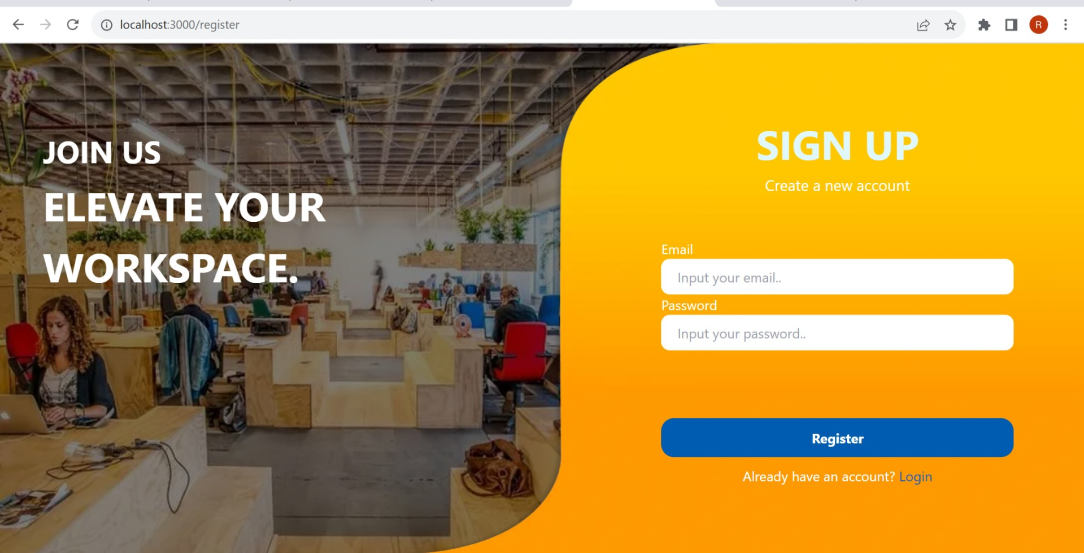 localhost:3000/register
R
JOIN US
ELEVATE YOUR
WORKSPACE.
SIGN UP
Create a new account
Email
Input your email..
Password
Input your password..
Register
Already have an account? Login